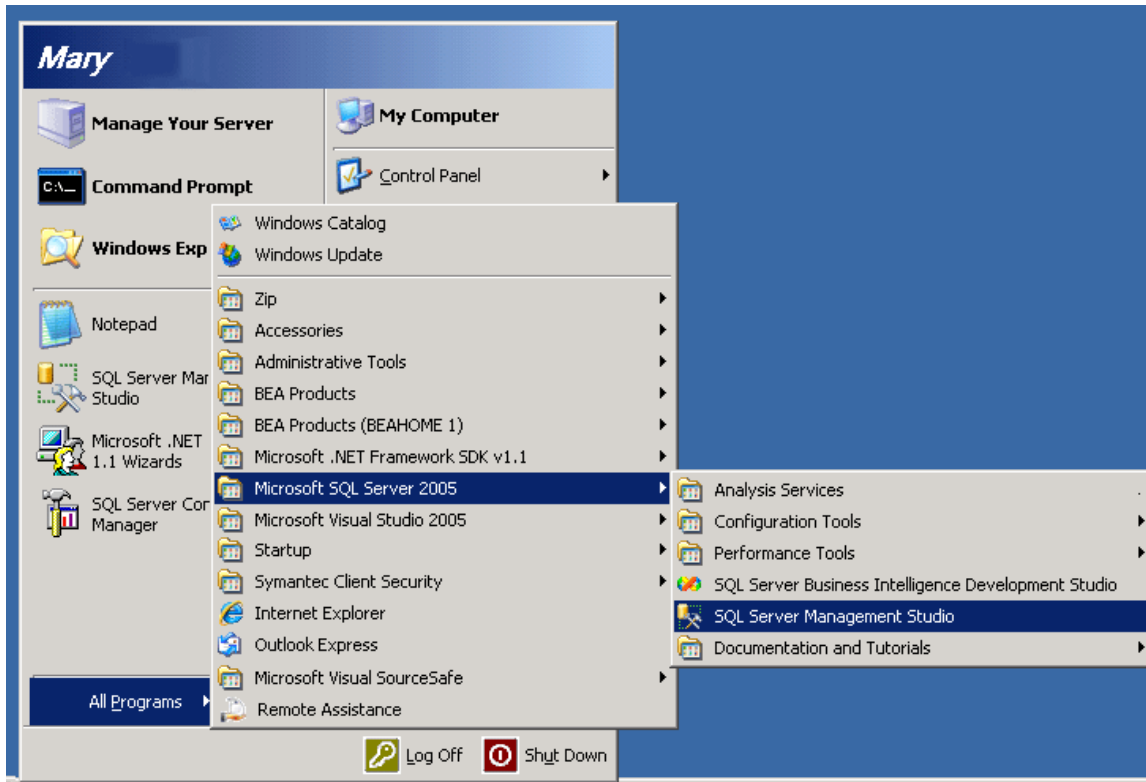 Mary
Manage Your Server
Command Prompt
Windows Exp
Notepad
SQL Server Mar
Studio
Microsoft .NET
1.1 Wizards
SQL Server Cor
Manager
All Programs
My Computer
Control Panel
Windows Catalog
Windows Update
Zip
Accessories
Administrative Tools
BEA Products
BEA Products (BEAHOME 1)
Microsoft .NET Framework SDK v1.1
Microsoft SQL Server 2005
Microsoft Visual Studio 2005
Startup
Symantec Client Security
Internet Explorer
Outlook Express
Microsoft Visual SourceSafe
Remote Assistance
Analysis Services
Configuration Tools
Performance Tools
SQL Server Business Intelligence Development Studio
SQL Server Management Studio
Documentation and Tutorials
Log Off
Shut Down
C:\_